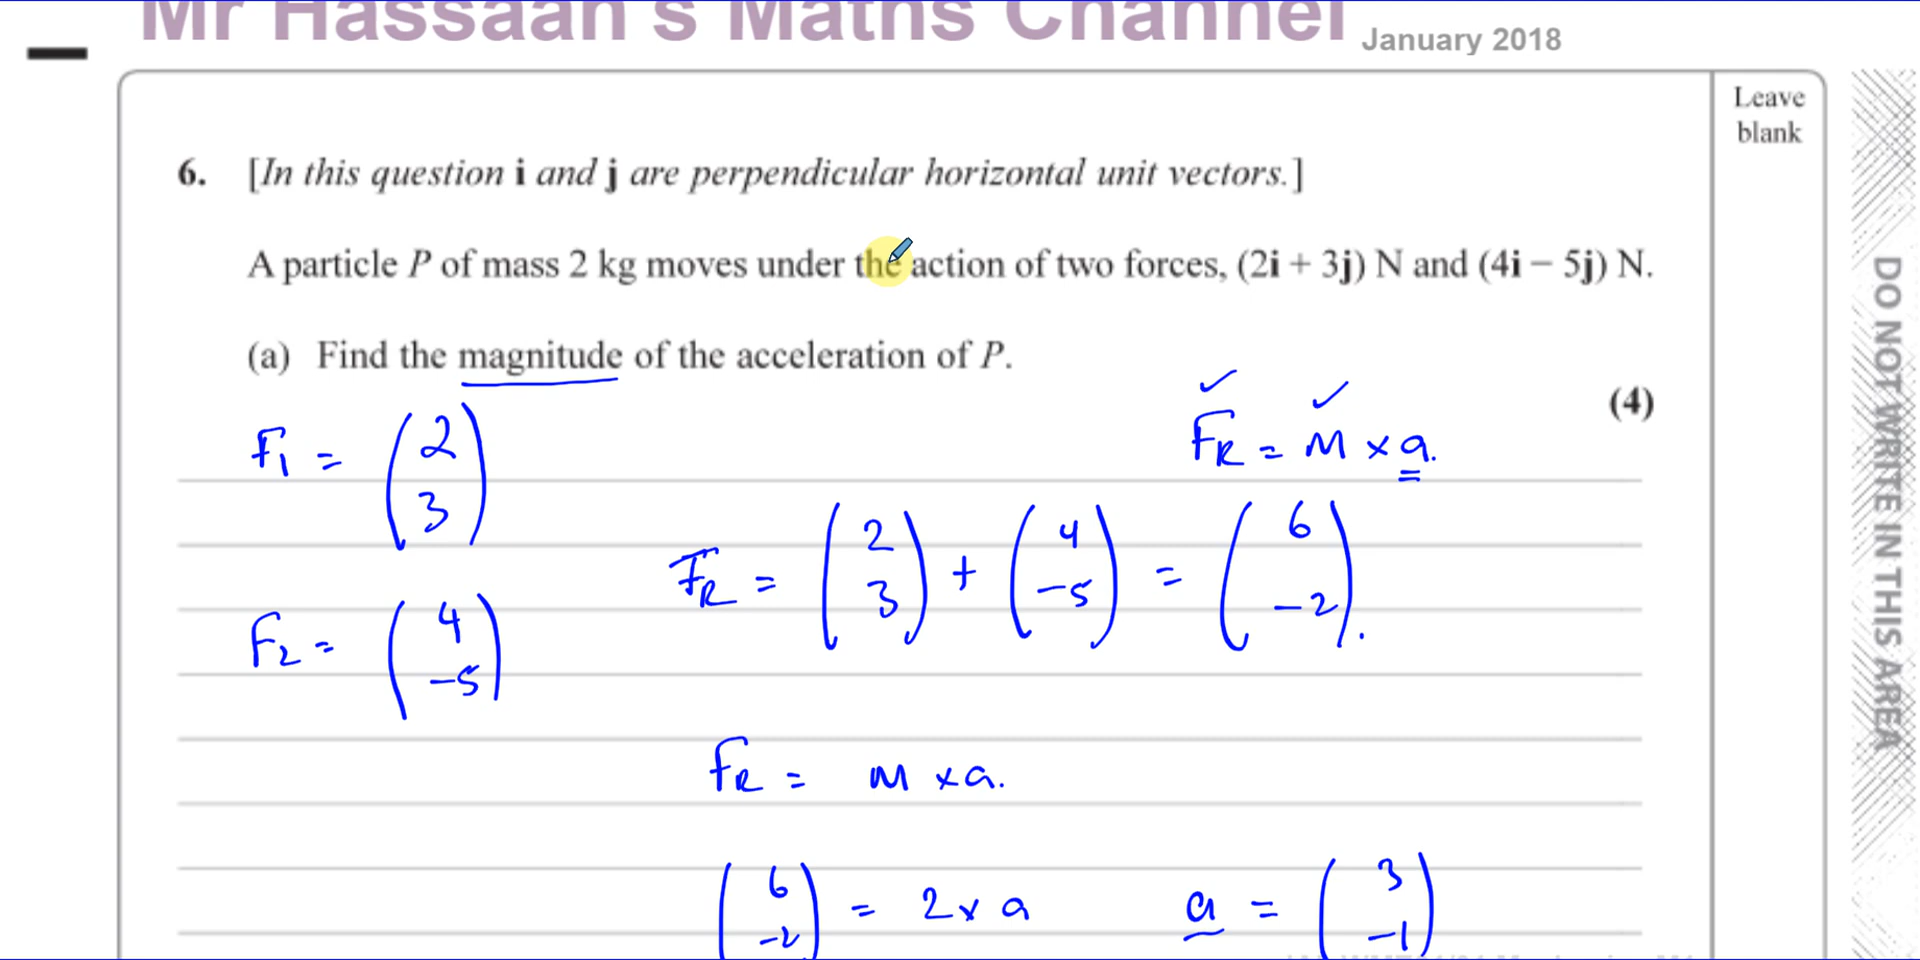 Mr Hassaan's Maths Channel
January 2018
Leave
blank
6. [In this question i and j are perpendicular horizontal unit vectors.]
A particle P of mass 2 kg moves under the action of two forces, (2i + 3j) N and (4i − 5j) N.
(a) Find the magnitude of the acceleration of P.
(4)
F₁ = (2 3)
F_R = M × a.
F_R = (2 3) + (4 −5) = (6 −2).
F₂ = (4 −5)
F_R = M × a.
(6 −2) = 2 × a
a = (3 −1)
DO NOT WRITE IN THIS AREA